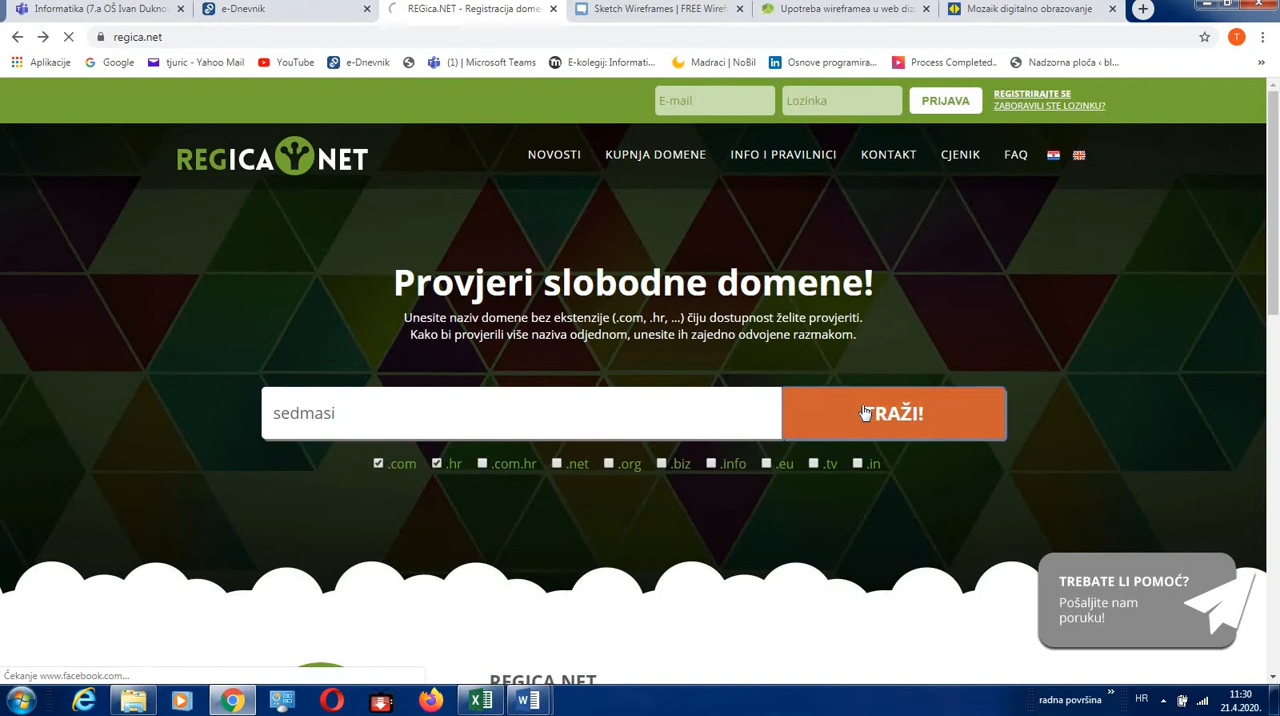 Informatika (7.a OŠ Ivan Duknov
e-Dnevnik
REGica.NET - Registracija dome
Sketch Wireframes | FREE Wiref
Upotreba wireframea u web diz
Mozaik digitalno obrazovanje
regica.net
T
Aplikacije
Google
tjuric - Yahoo Mail
YouTube
e-Dnevnik
(1) | Microsoft Teams
E-kolegij: Informati...
Madraci | NoBil
Osnove programira...
Process Completed..
Nadzorna ploča ‹ bl...
»
E-mail
Lozinka
PRIJAVA
REGISTRIRAJTE SE
ZABORAVILI STE LOZINKU?
REGICA NET
NOVOSTI
KUPNJA DOMENE
INFO I PRAVILNICI
KONTAKT
CJENIK
FAQ
Provjeri slobodne domene!
Unesite naziv domene bez ekstenzije (.com, .hr, ...) čiju dostupnost želite provjeriti.
Kako bi provjerili više naziva odjednom, unesite ih zajedno odvojene razmakom.
sedmasi
TRAŽI!
.com
.hr
.com.hr
.net
.org
.biz
.info
.eu
.tv
.in
TREBATE LI POMOĆ?
Pošaljite nam
poruku!
Čekanje www.facebook.com...
REGICA.NET
radna površina
»
HR
11:30
21.4.2020.